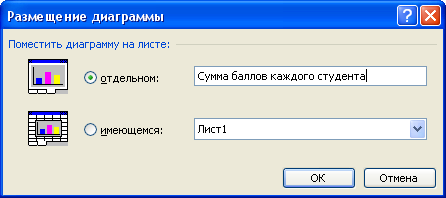 Размещение диаграммы
Поместить диаграмму на листе:
отдельном: Сумма баллов каждого студента
имеющемся: Лист1
ОК Отмена